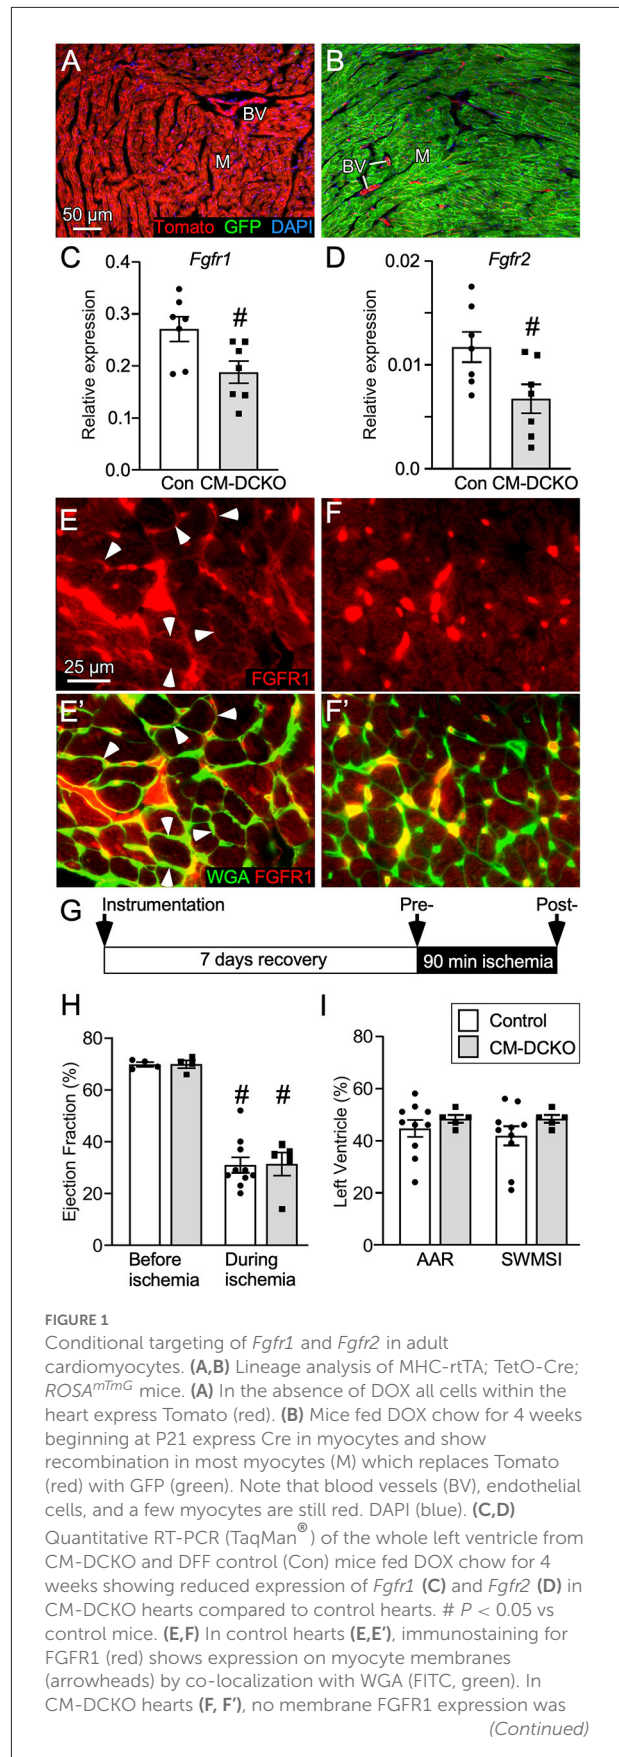 A
B
BV
M
BV
M
50 µm
Tomato GFP DAPI
C
Fgfr1
D
Fgfr2
Relative expression
0.4
0.3
0.2
0.1
0.0
#
Con CM-DCKO
Relative expression
0.02
0.01
0.00
#
Con CM-DCKO
E
F
25 µm
FGFR1
E'
F'
WGA FGFR1
G
Instrumentation
Pre-
Post-
7 days recovery
90 min ischemia
H
Ejection Fraction (%)
80
60
40
20
0
# #
Before ischemia
During ischemia
I
Control
CM-DCKO
Left Ventricle (%)
80
60
40
20
0
AAR
SWMSI
FIGURE 1
Conditional targeting of Fgfr1 and Fgfr2 in adult
cardiomyocytes. (A,B) Lineage analysis of MHC-rtTA; TetO-Cre;
ROSAmTmG mice. (A) In the absence of DOX all cells within the
heart express Tomato (red). (B) Mice fed DOX chow for 4 weeks
beginning at P21 express Cre in myocytes and show
recombination in most myocytes (M) which replaces Tomato
(red) with GFP (green). Note that blood vessels (BV), endothelial
cells, and a few myocytes are still red. DAPI (blue). (C,D)
Quantitative RT-PCR (TaqMan®) of the whole left ventricle from
CM-DCKO and DFF control (Con) mice fed DOX chow for 4
weeks showing reduced expression of Fgfr1 (C) and Fgfr2 (D) in
CM-DCKO hearts compared to control hearts. # P < 0.05 vs
control mice. (E,F) In control hearts (E,E'), immunostaining for
FGFR1 (red) shows expression on myocyte membranes
(arrowheads) by co-localization with WGA (FITC, green). In
CM-DCKO hearts (F, F'), no membrane FGFR1 expression was
(Continued)